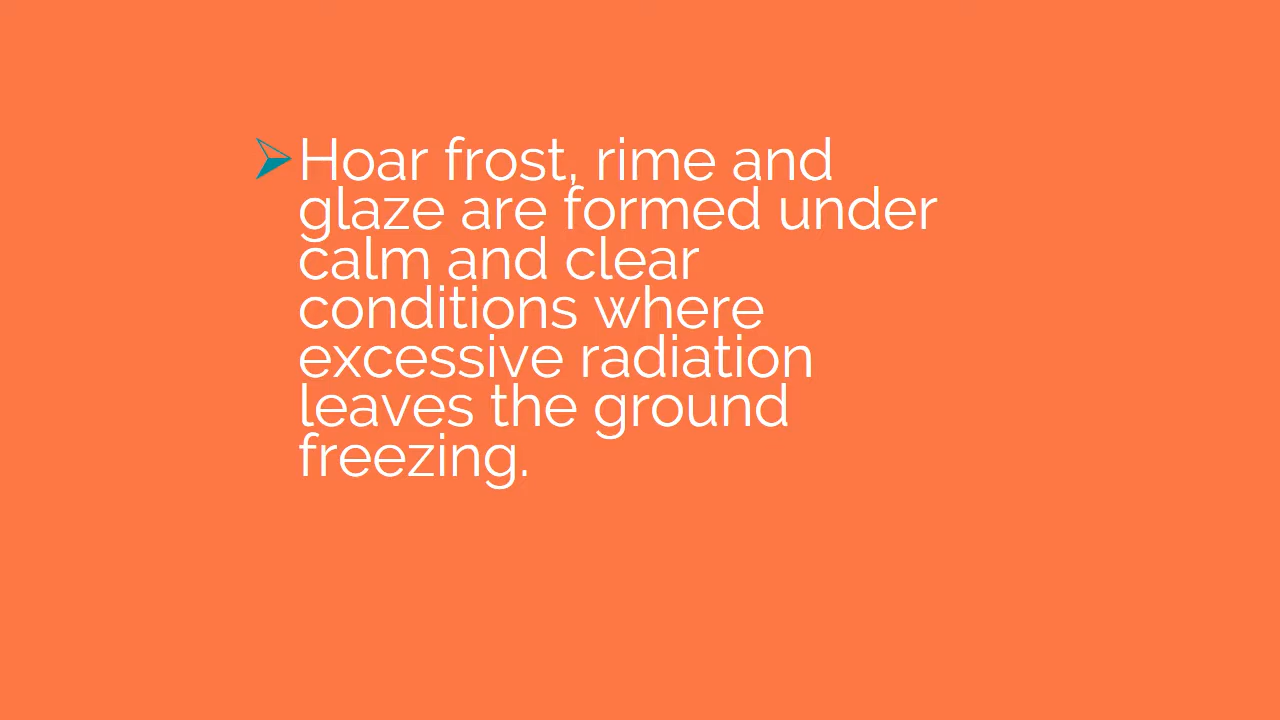 ➢Hoar frost, rime and
glaze are formed under
calm and clear
conditions where
excessive radiation
leaves the ground
freezing.